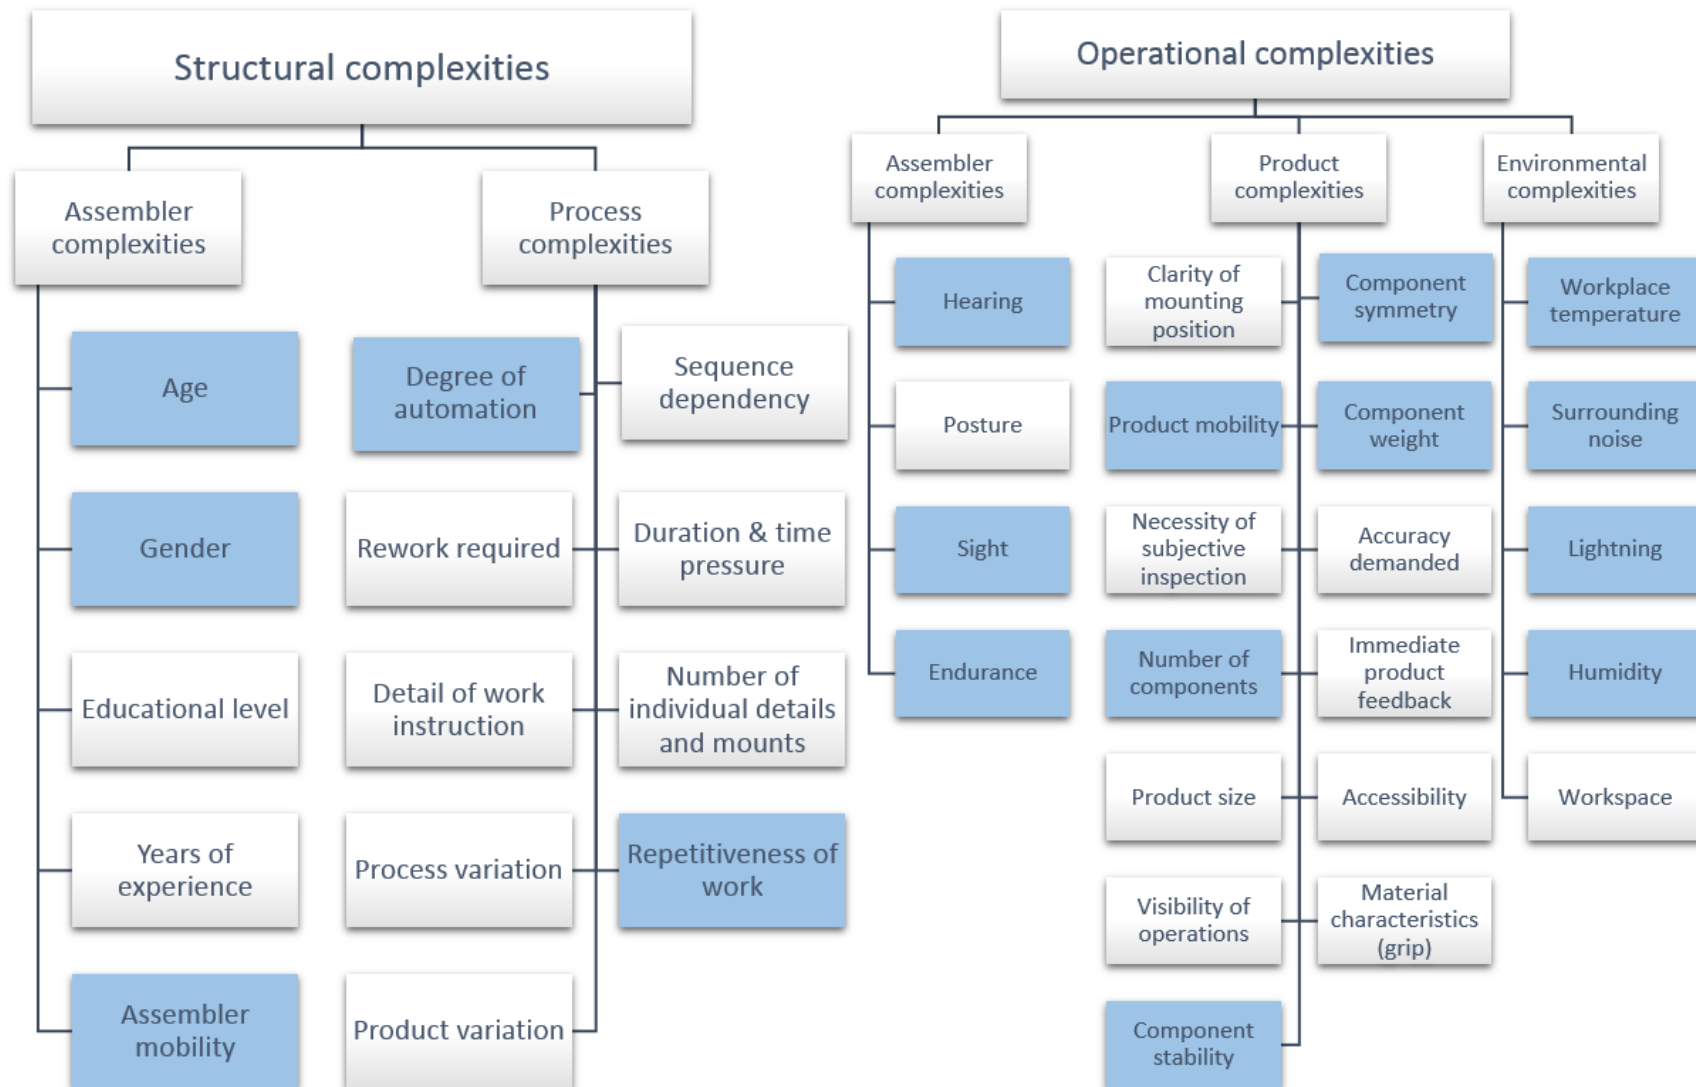 Structural complexities
Assembler
complexities
Age
Gender
Educational level
Years of
experience
Assembler
mobility
Process
complexities
Degree of
automation
Sequence
dependency
Rework required
Duration & time
pressure
Detail of work
instruction
Number of
individual details
and mounts
Process variation
Repetitiveness of
work
Product variation
Operational complexities
Assembler
complexities
Hearing
Posture
Sight
Endurance
Product
complexities
Clarity of
mounting
position
Component
symmetry
Product mobility
Component
weight
Necessity of
subjective
inspection
Accuracy
demanded
Number of
components
Immediate
product
feedback
Product size
Accessibility
Visibility of
operations
Material
characteristics
(grip)
Component
stability
Environmental
complexities
Workplace
temperature
Surrounding
noise
Lightning
Humidity
Workspace